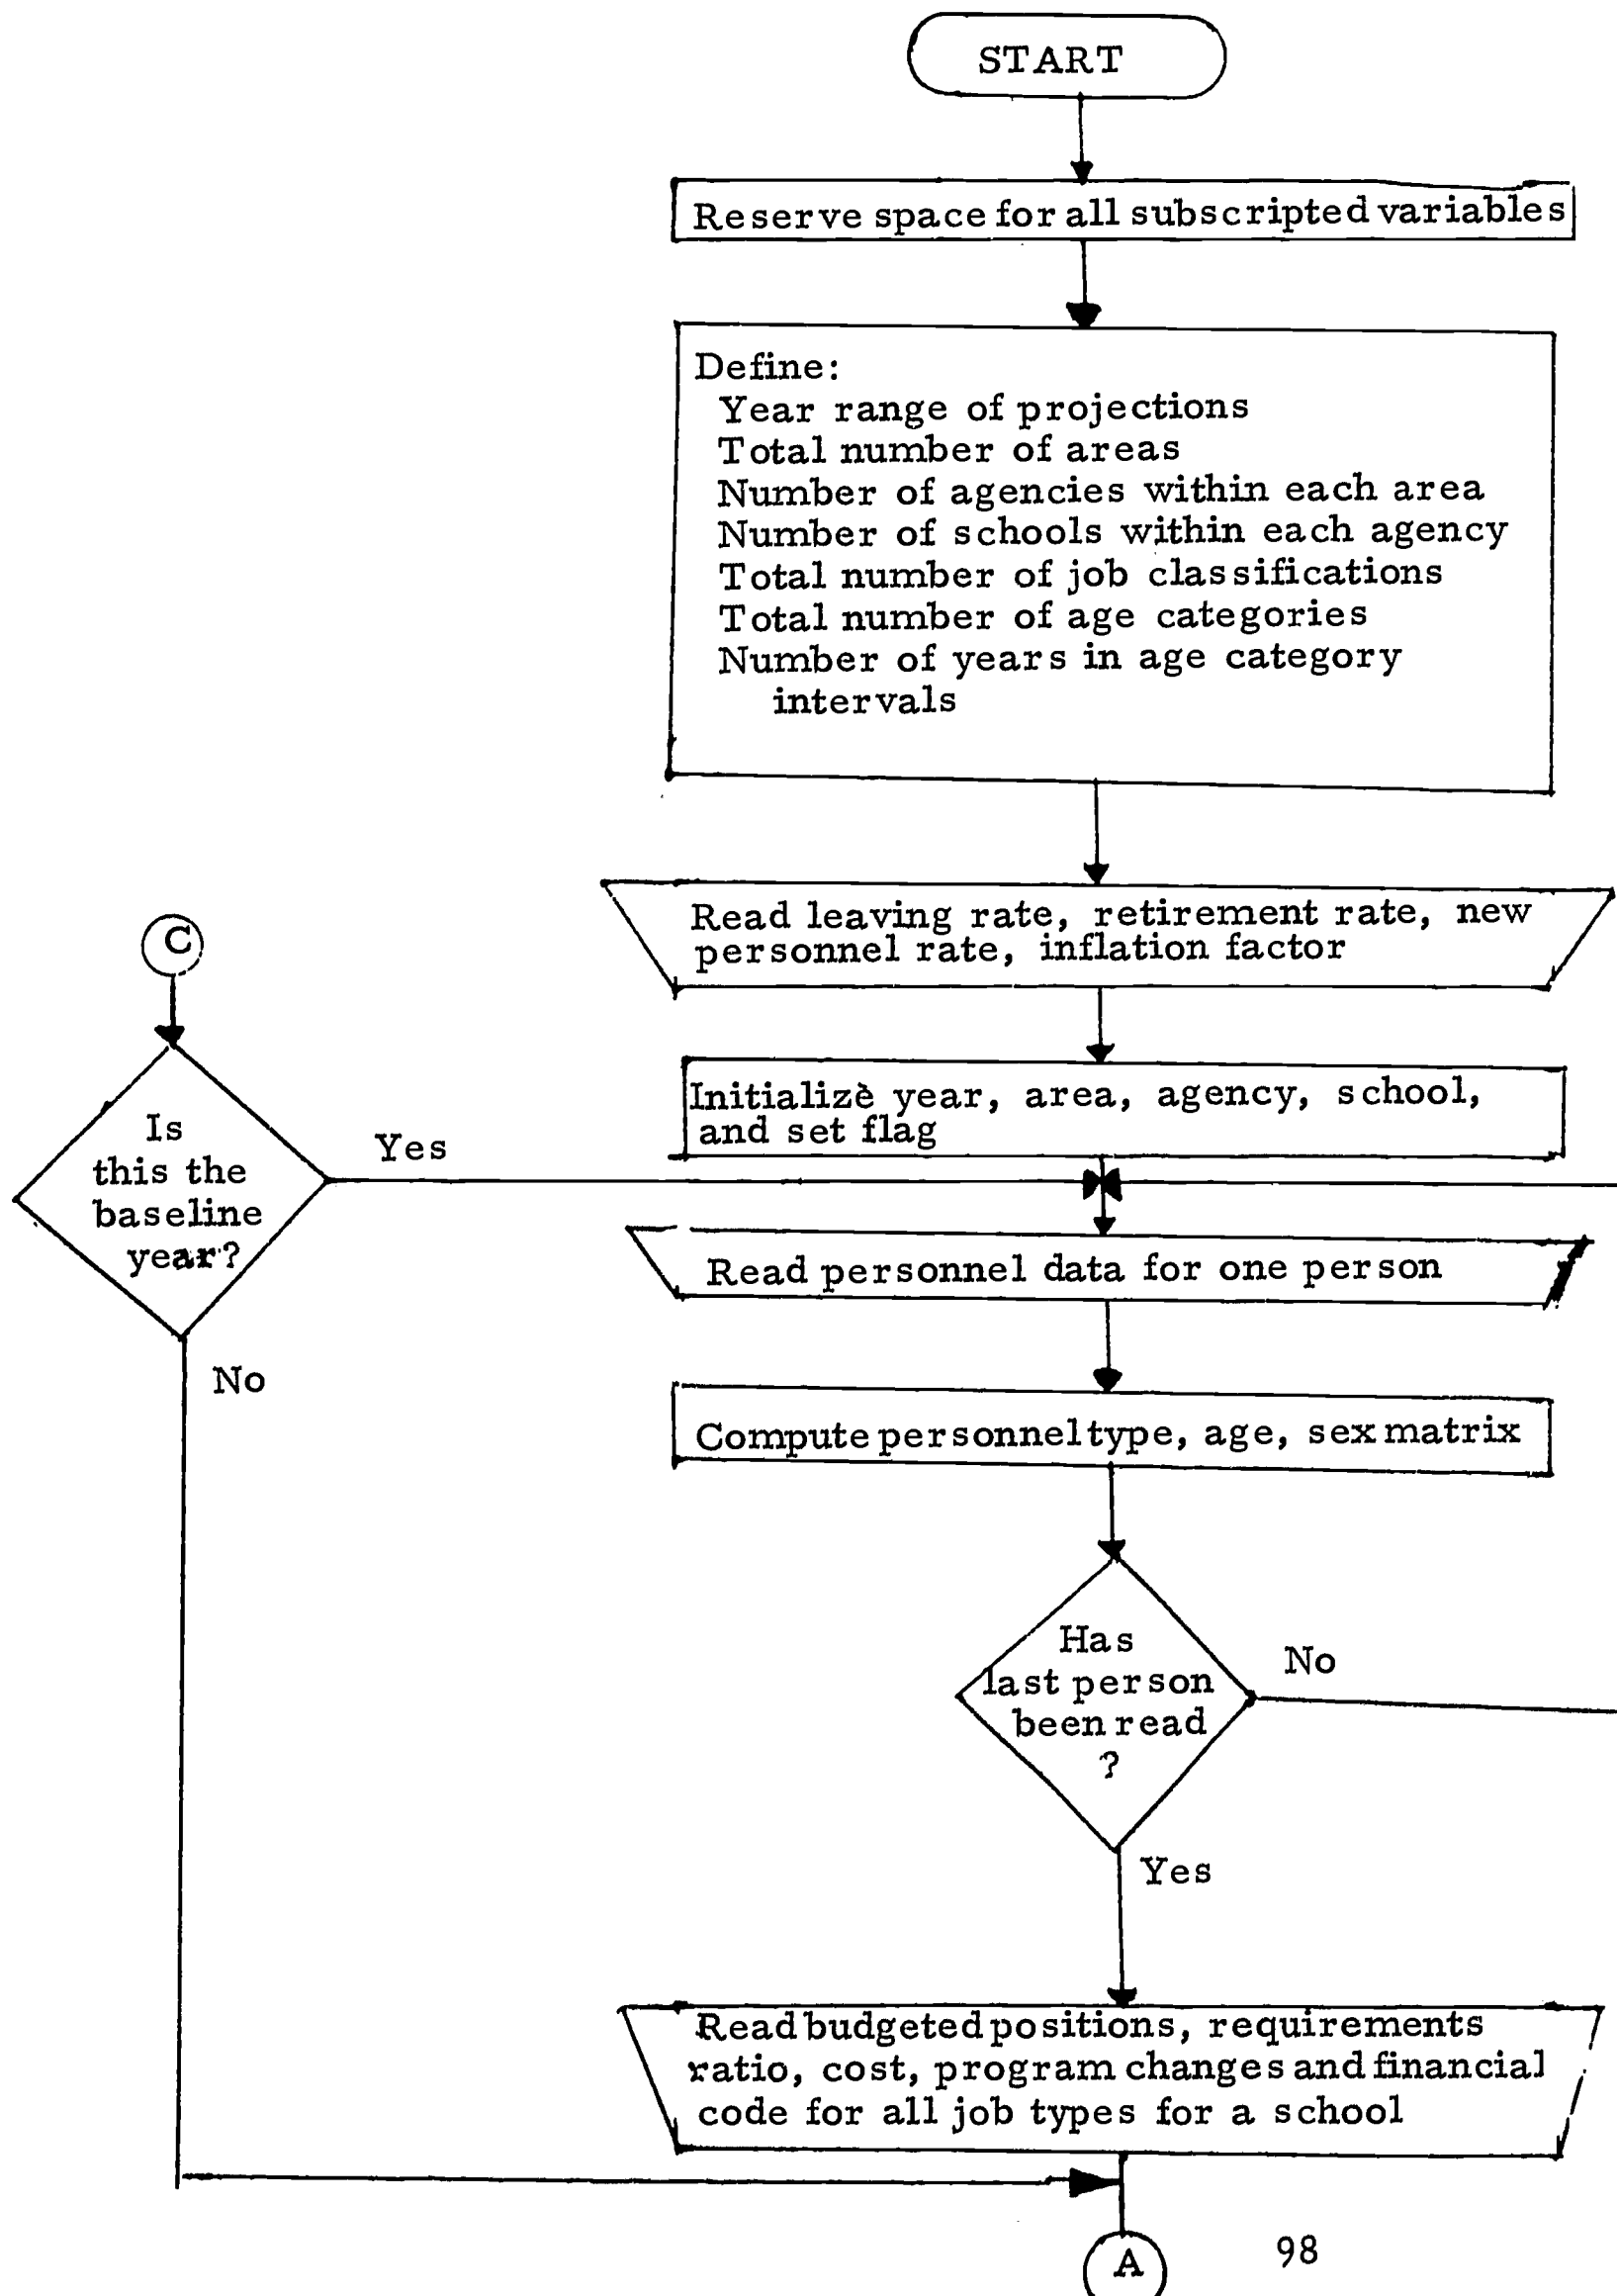 START
Reserve space for all subscripted variables
Define:
Year range of projections
Total number of areas
Number of agencies within each area
Number of schools within each agency
Total number of job classifications
Total number of age categories
Number of years in age category
intervals
Read leaving rate, retirement rate, new
personnel rate, inflation factor
C
Initialize year, area, agency, school,
and set flag
Is
this the
baseline
year?
Yes
No
Read personnel data for one person
Compute personnel type, age, sex matrix
Has
last person
been read
?
No
Yes
Read budgeted positions, requirements
ratio, cost, program changes and financial
code for all job types for a school
A
98